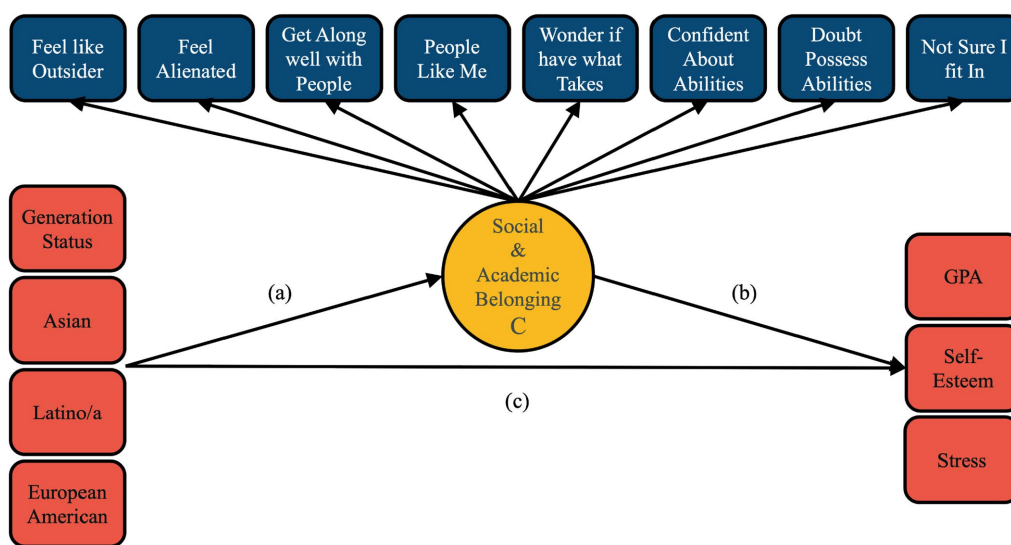 Feel like
Outsider
Feel
Alienated
Get Along
well with
People
People
Like Me
Wonder if
have what
Takes
Confident
About
Abilities
Doubt
Possess
Abilities
Not Sure I
fit In
Generation
Status
Asian
Latino/a
European
American
(a)
Social
&
Academic
Belonging
C
(b)
(c)
GPA
Self-
Esteem
Stress